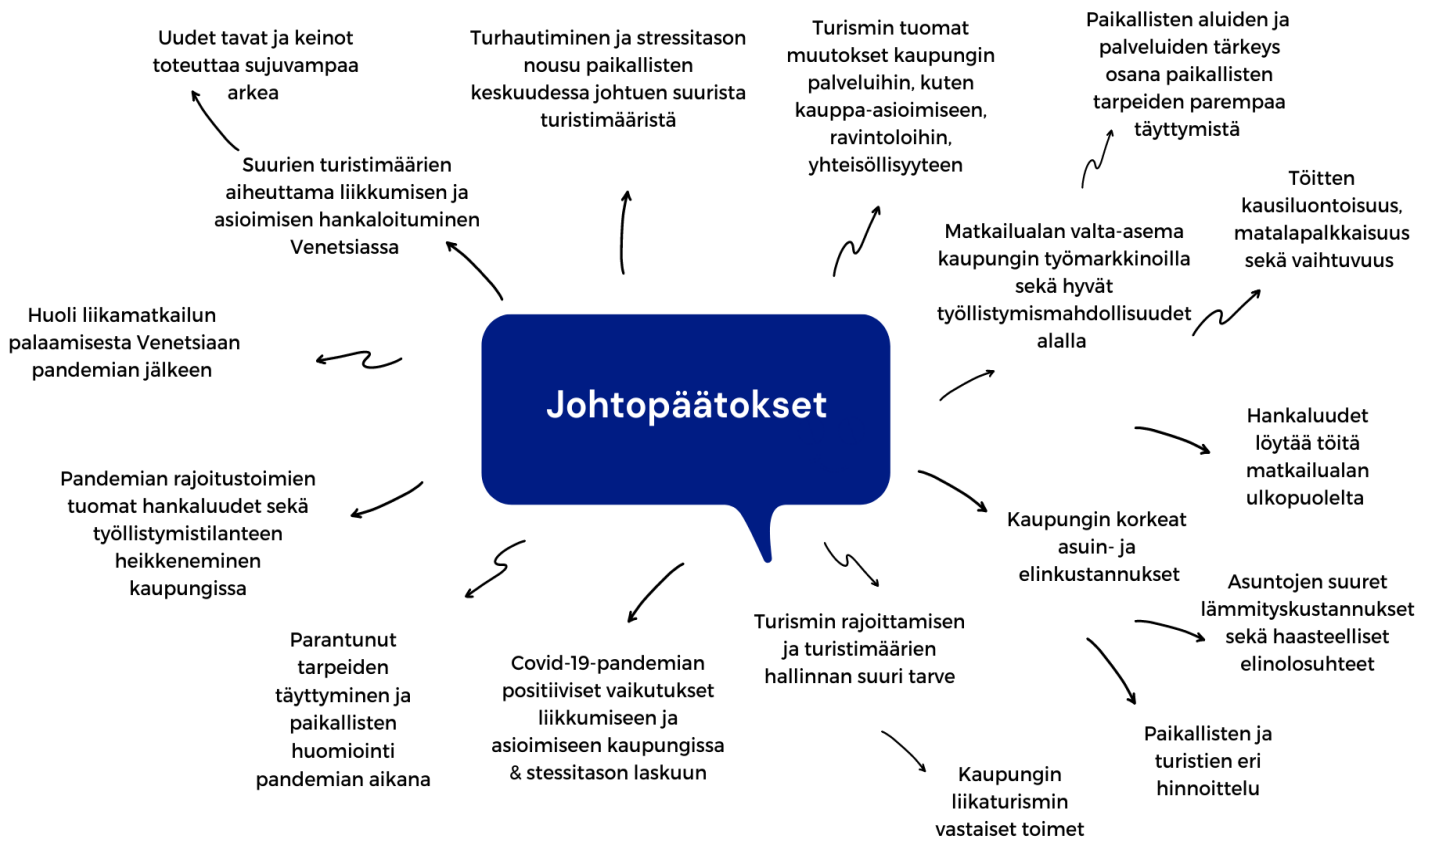 Uudet tavat ja keinot
toteuttaa sujuvampaa
arkea
Turhautiminen ja stressitason
nousu paikallisten
keskuudessa johtuen suurista
turistimääristä
Turismin tuomat
muutokset kaupungin
palveluihin, kuten
kauppa-asioimiseen,
ravintoloihin,
yhteisöllisyyteen
Paikallisten aluiden ja
palveluiden tärkeys
osana paikallisten
tarpeiden parempaa
täyttymistä
Suurien turistimäärien
aiheuttama liikkumisen ja
asioimisen hankaloituminen
Venetsiassa
Töitten
kausiluontoisuus,
matalapalkkaisuus
sekä vaihtuvuus
Matkailualan valta-asema
kaupungin työmarkkinoilla
sekä hyvät
työllistymismahdollisuudet
alalla
Huoli liikamatkailun
palaamisesta Venetsiaan
pandemian jälkeen
Johtopäätokset
Hankaluudet
löytää töitä
matkailualan
ulkopuolelta
Pandemian rajoitustoimien
tuomat hankaluudet sekä
työllistymistilanteen
heikkeneminen
kaupungissa
Kaupungin korkeat
asuin- ja
elinkustannukset
Asuntojen suuret
lämmityskustannukset
sekä haasteelliset
elinolosuhteet
Parantunut
tarpeiden
täyttyminen ja
paikallisten
huomiointi
pandemian aikana
Covid-19-pandemian
positiiviset vaikutukset
liikkumiseen ja
asioimiseen kaupungissa
& stessitason laskuun
Turismin rajoittamisen
ja turistimäärien
hallinnan suuri tarve
Paikallisten ja
turistien eri
hinnoittelu
Kaupungin
liikaturismin
vastaiset toimet